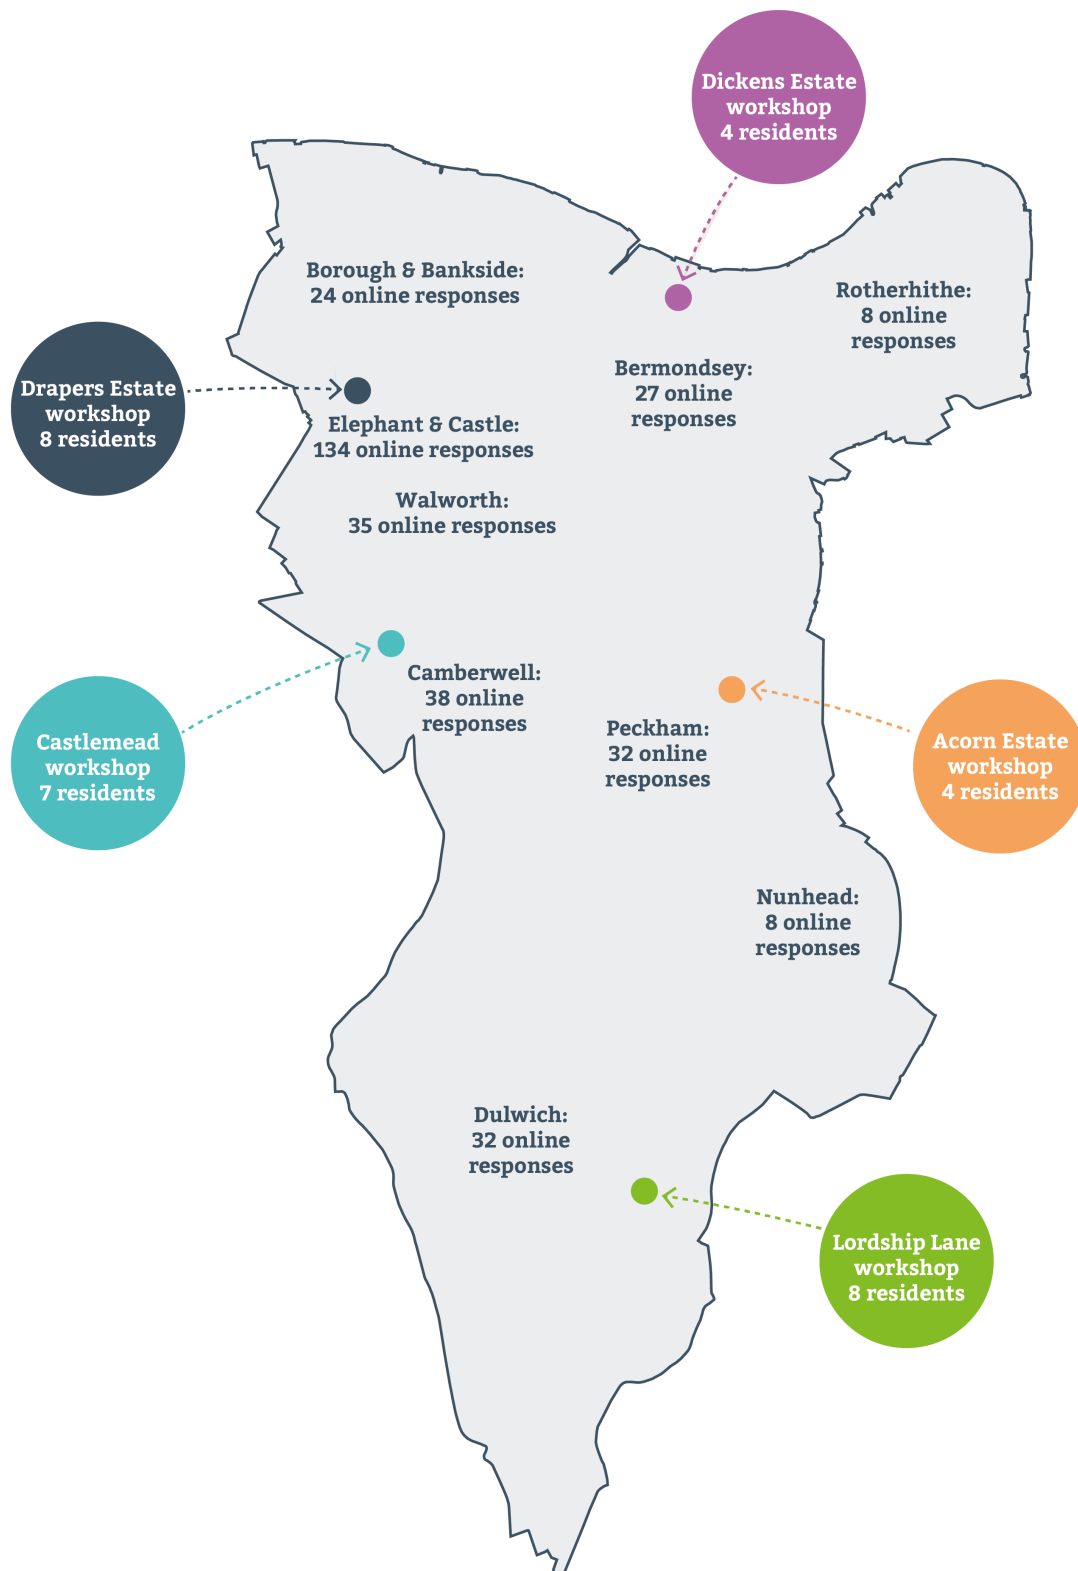 Dickens Estate
workshop
4 residents
Borough & Bankside:
24 online responses
Rotherhithe:
8 online
responses
Drapers Estate
workshop
8 residents
Bermondsey:
27 online
responses
Elephant & Castle:
134 online responses
Walworth:
35 online responses
Camberwell:
38 online
responses
Castlemead
workshop
7 residents
Peckham:
32 online
responses
Acorn Estate
workshop
4 residents
Nunhead:
8 online
responses
Dulwich:
32 online
responses
Lordship Lane
workshop
8 residents